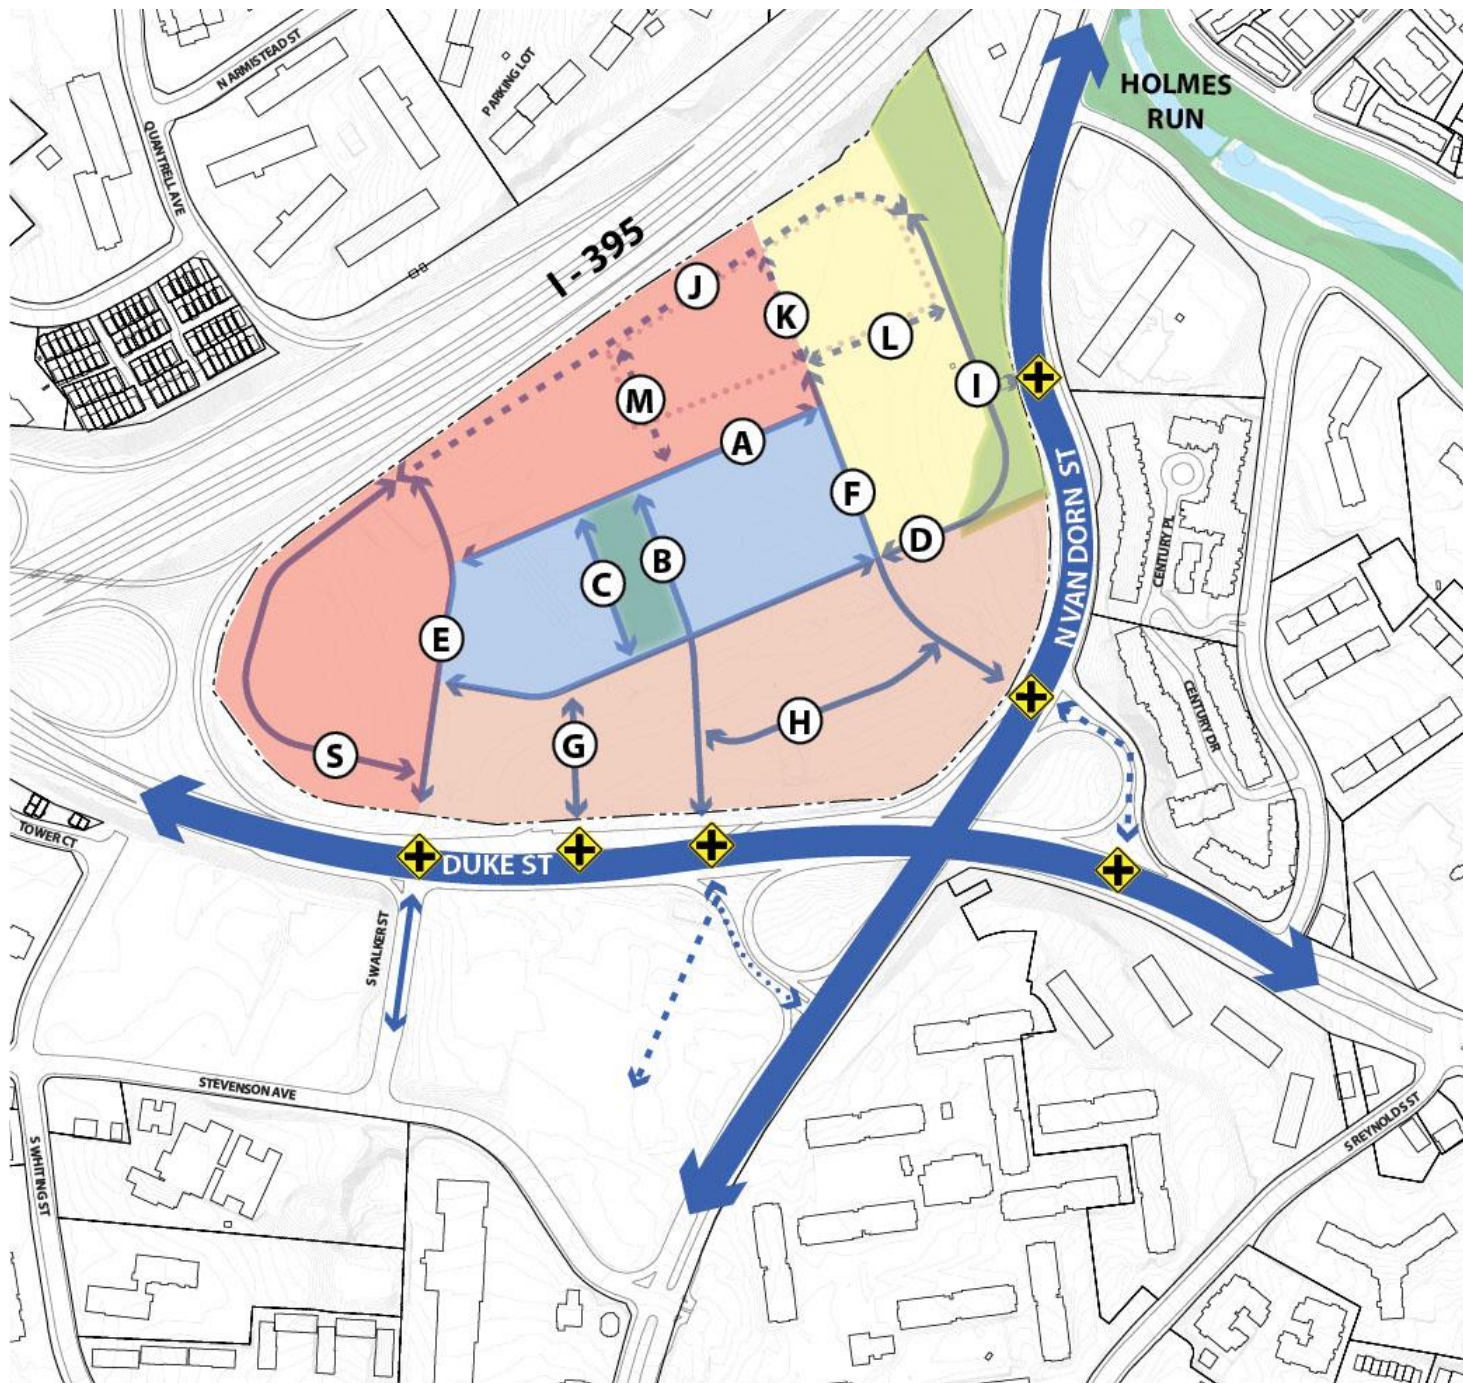 N ARMISTEAD ST
PARKING LOT
HOLMES
RUN
QUANTRELL AVE
I - 395
J
K
L
M
I
A
F
N VAN DORN ST
CENTURY PL
D
B
C
E
CENTURY DR
H
G
S
TOWER CT
DUKE ST
S WALKER ST
STEVENSON AVE
S REYNOLDS ST
S WHITING ST